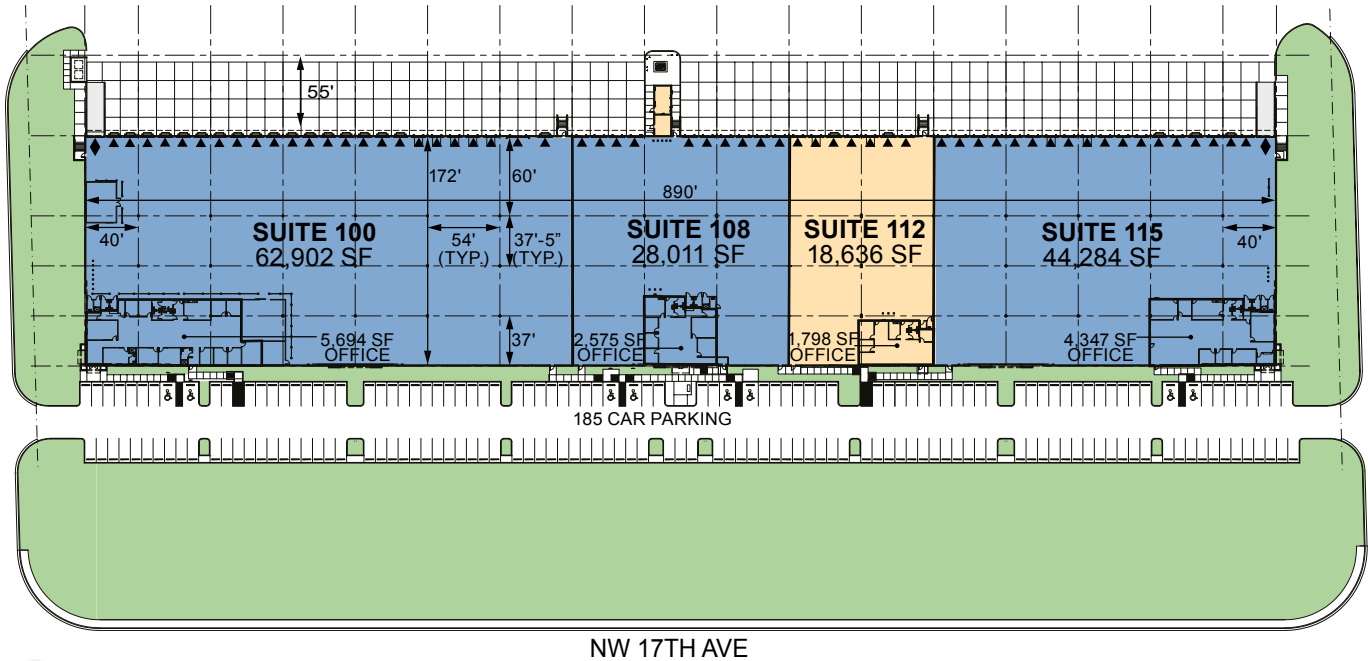 55'
172'
60'
890'
SUITE 100
62,902 SF
SUITE 108
28,011 SF
SUITE 112
18,636 SF
SUITE 115
44,284 SF
40'
54'
(TYP.)
37'-5"
(TYP.)
40'
37'
5,694 SF
OFFICE
2,575 SF
OFFICE
1,798 SF
OFFICE
4,347 SF
OFFICE
185 CAR PARKING
NW 17TH AVE